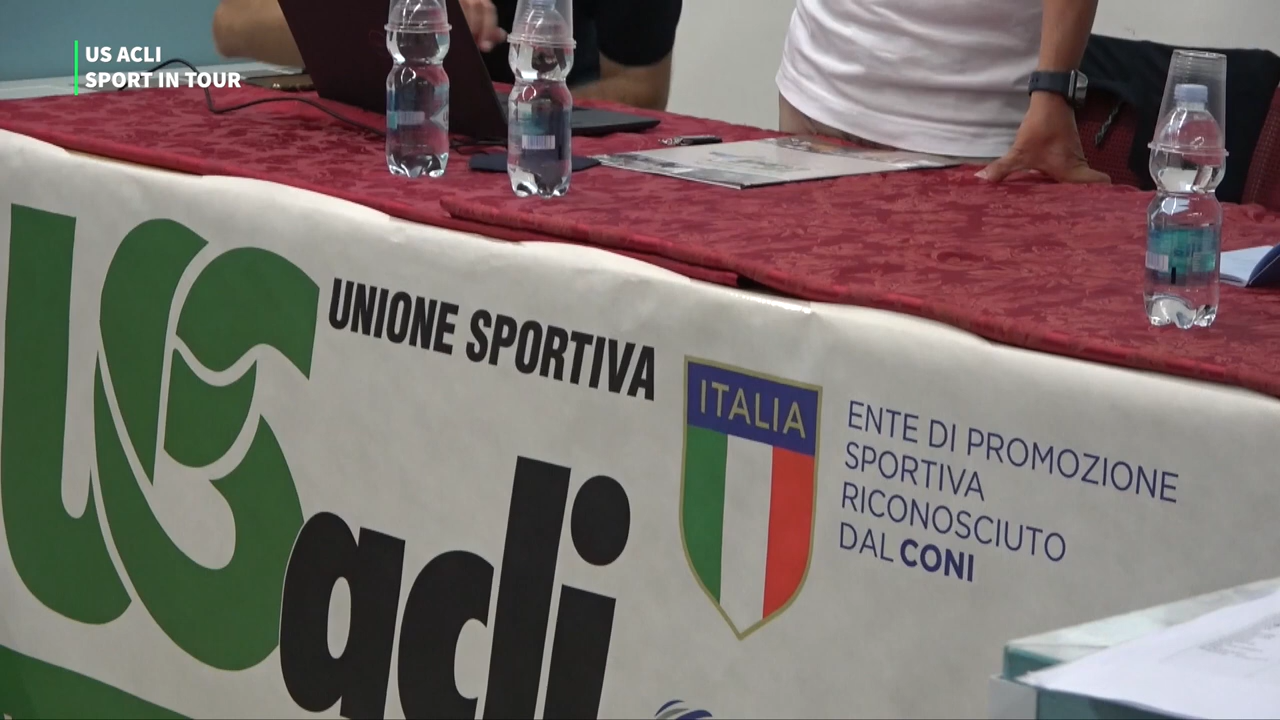 US ACLI
SPORT IN TOUR
US
UNIONE SPORTIVA
acli
ITALIA
ENTE DI PROMOZIONE
SPORTIVA
RICONOSCIUTO
DAL CONI